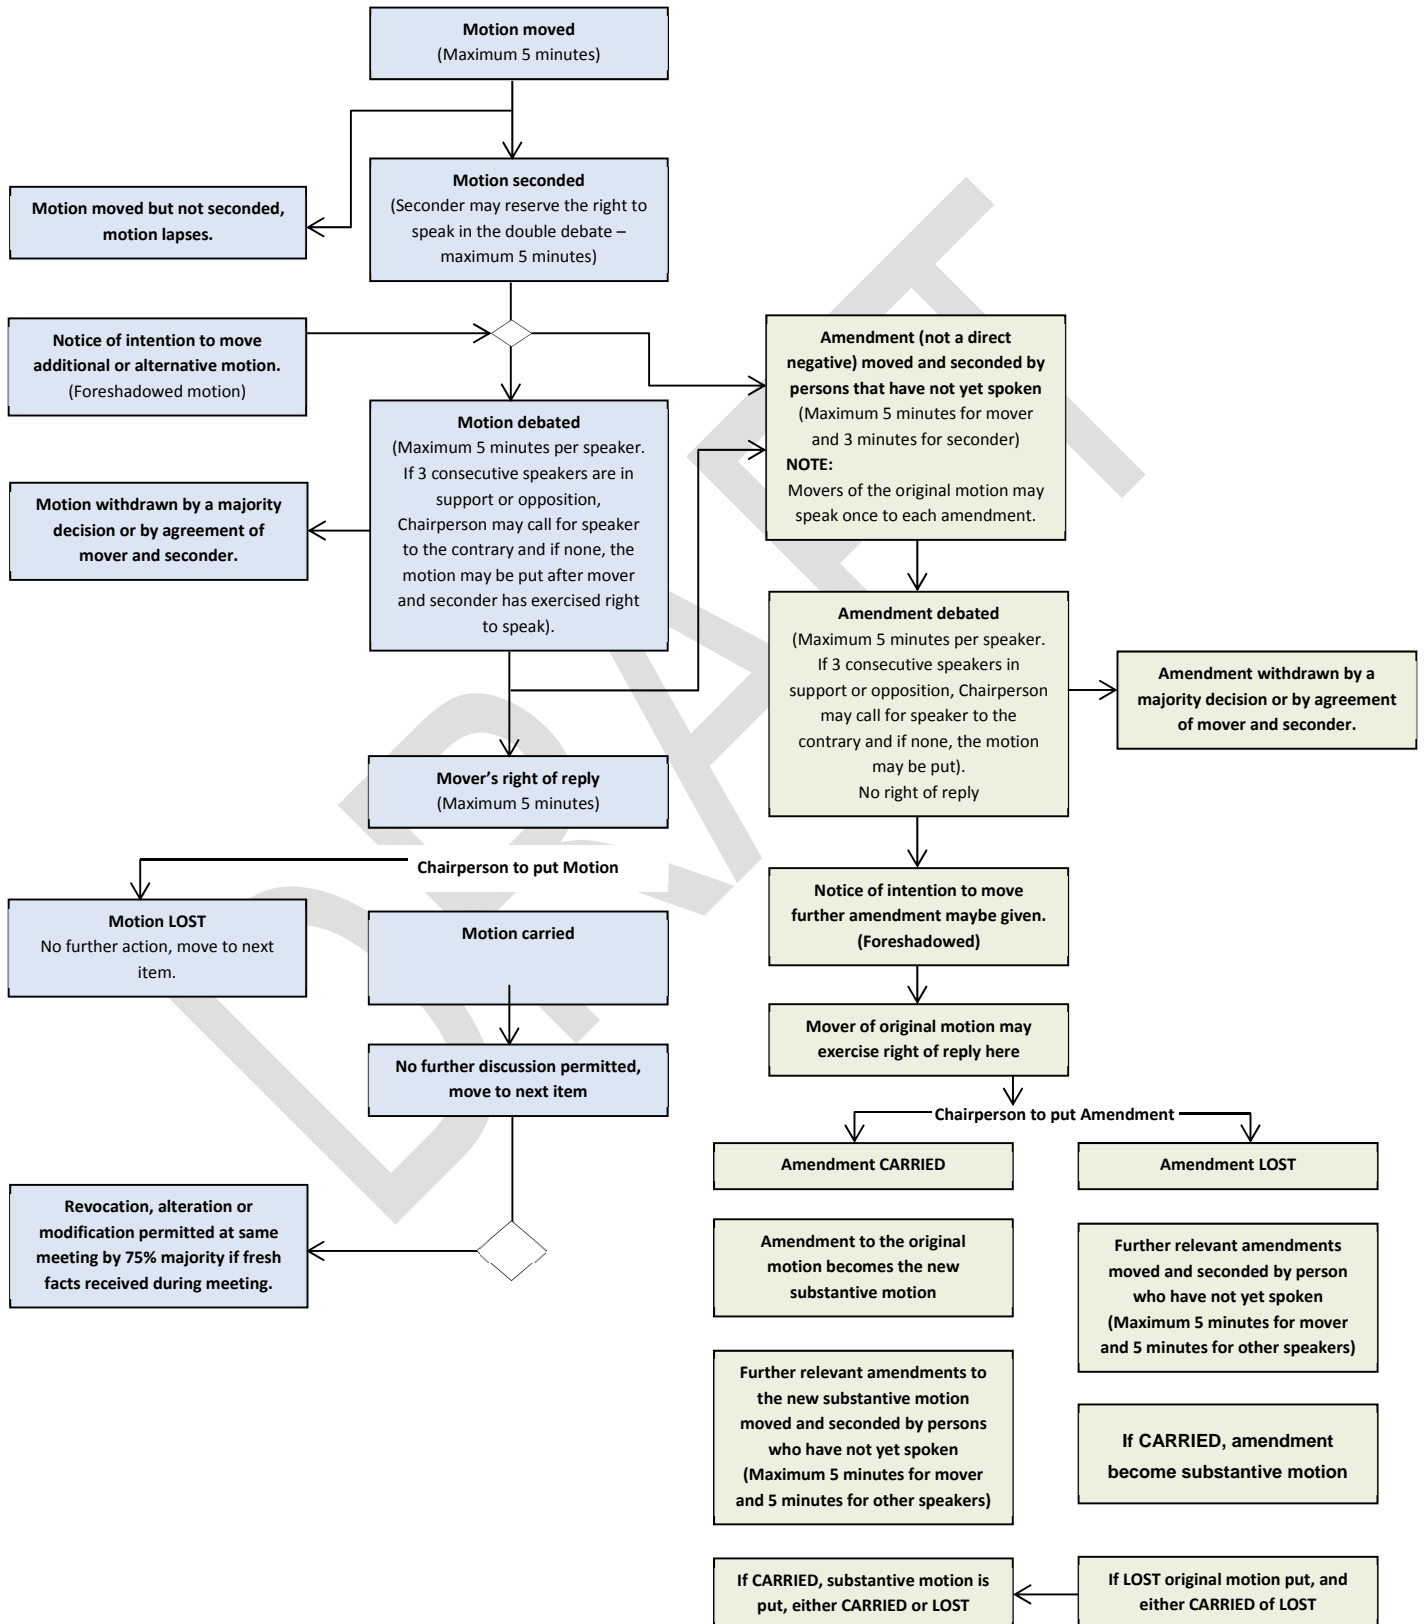 Motion moved
(Maximum 5 minutes)
Motion seconded
(Seconder may reserve the right to
speak in the double debate –
maximum 5 minutes)
Motion moved but not seconded,
motion lapses.
Notice of intention to move
additional or alternative motion.
(Foreshadowed motion)
Motion debated
(Maximum 5 minutes per speaker.
If 3 consecutive speakers are in
support or opposition,
Chairperson may call for speaker
to the contrary and if none, the
motion may be put after mover
and seconder has exercised right
to speak).
Motion withdrawn by a majority
decision or by agreement of
mover and seconder.
Mover’s right of reply
(Maximum 5 minutes)
Chairperson to put Motion
Motion LOST
No further action, move to next
item.
Motion carried
No further discussion permitted,
move to next item
Revocation, alteration or
modification permitted at same
meeting by 75% majority if fresh
facts received during meeting.
Amendment (not a direct
negative) moved and seconded by
persons that have not yet spoken
(Maximum 5 minutes for mover
and 3 minutes for seconder)
NOTE:
Movers of the original motion may
speak once to each amendment.
Amendment debated
(Maximum 5 minutes per speaker.
If 3 consecutive speakers in
support or opposition, Chairperson
may call for speaker to the
contrary and if none, the motion
may be put).
No right of reply
Amendment withdrawn by a
majority decision or by agreement
of mover and seconder.
Notice of intention to move
further amendment maybe given.
(Foreshadowed)
Mover of original motion may
exercise right of reply here
Chairperson to put Amendment
Amendment CARRIED
Amendment to the original
motion becomes the new
substantive motion
Further relevant amendments to
the new substantive motion
moved and seconded by persons
who have not yet spoken
(Maximum 5 minutes for mover
and 5 minutes for other speakers)
If CARRIED, substantive motion is
put, either CARRIED or LOST
Amendment LOST
Further relevant amendments
moved and seconded by person
who have not yet spoken
(Maximum 5 minutes for mover
and 5 minutes for other speakers)
If CARRIED, amendment
become substantive motion
If LOST original motion put, and
either CARRIED of LOST
DRAFT